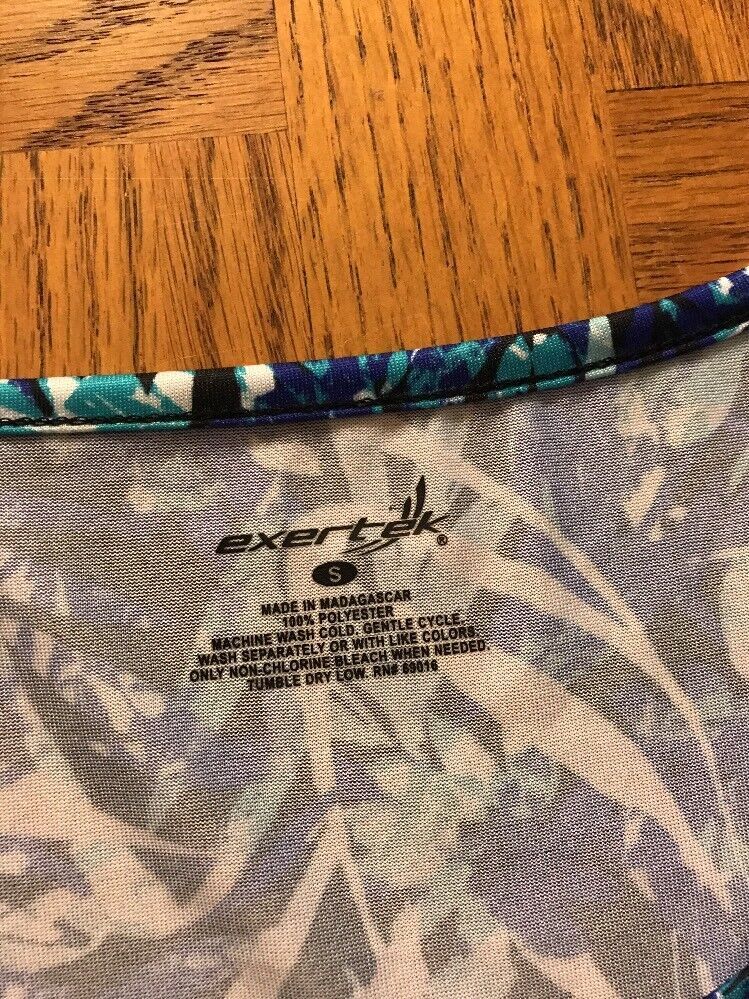 exertek®
S
MADE IN MADAGASCAR
100% POLYESTER
MACHINE WASH COLD. GENTLE CYCLE.
WASH SEPARATELY OR WITH LIKE COLORS.
ONLY NON-CHLORINE BLEACH WHEN NEEDED.
TUMBLE DRY LOW. RN# 69016